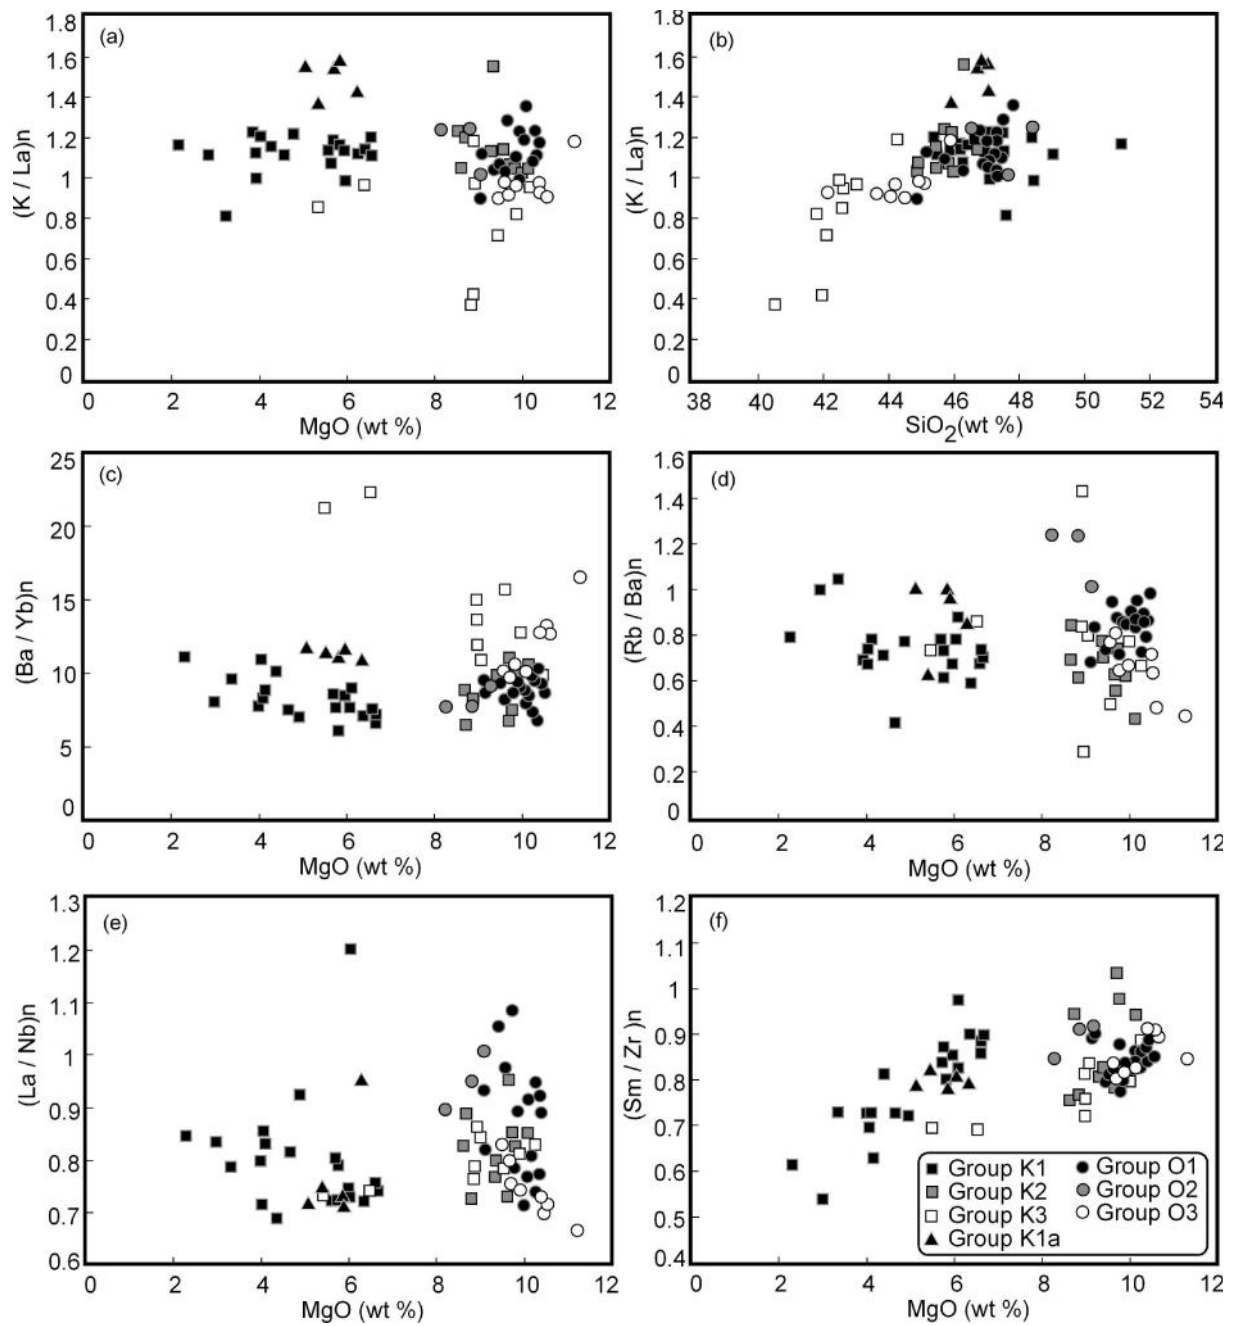 (a)
1.8
1.6
1.4
1.2
1.0
0.8
0.6
0.4
0.2
0
(K / La)n
0 2 4 6 8 10 12
MgO (wt %)
(b)
1.8
1.6
1.4
1.2
1.0
0.8
0.6
0.4
0.2
0
(K / La)n
38 40 42 44 46 48 50 52 54
SiO2(wt %)
(c)
25
20
15
10
5
0
(Ba / Yb)n
0 2 4 6 8 10 12
MgO (wt %)
(d)
1.6
1.4
1.2
1
0.8
0.6
0.4
0.2
0
(Rb / Ba)n
0 2 4 6 8 10 12
MgO (wt %)
(e)
1.3
1.2
1.1
1
0.9
0.8
0.7
0.6
(La / Nb)n
0 2 4 6 8 10 12
MgO (wt %)
(f)
1.2
1.1
1
0.9
0.8
0.7
0.6
0.5
0.4
(Sm / Zr )n
0 2 4 6 8 10 12
MgO (wt %)
Group K1 Group O1
Group K2 Group O2
Group K3 Group O3
Group K1a